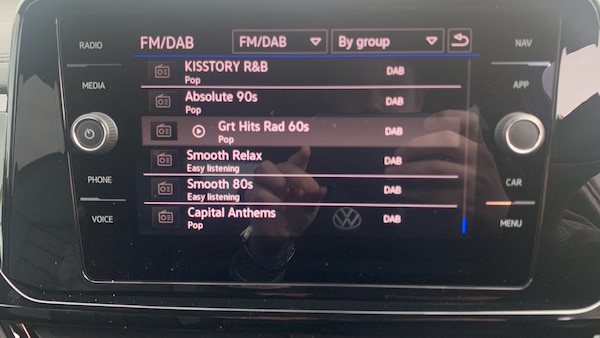 RADIO
MEDIA
PHONE
VOICE
FM/DAB FM/DAB By group
KISSTORY R&B DAB
Pop
Absolute 90s DAB
Pop
Grt Hits Rad 60s DAB
Pop
Smooth Relax DAB
Easy listening
Smooth 80s DAB
Easy listening
Capital Anthems DAB
Pop
NAV
APP
CAR
MENU